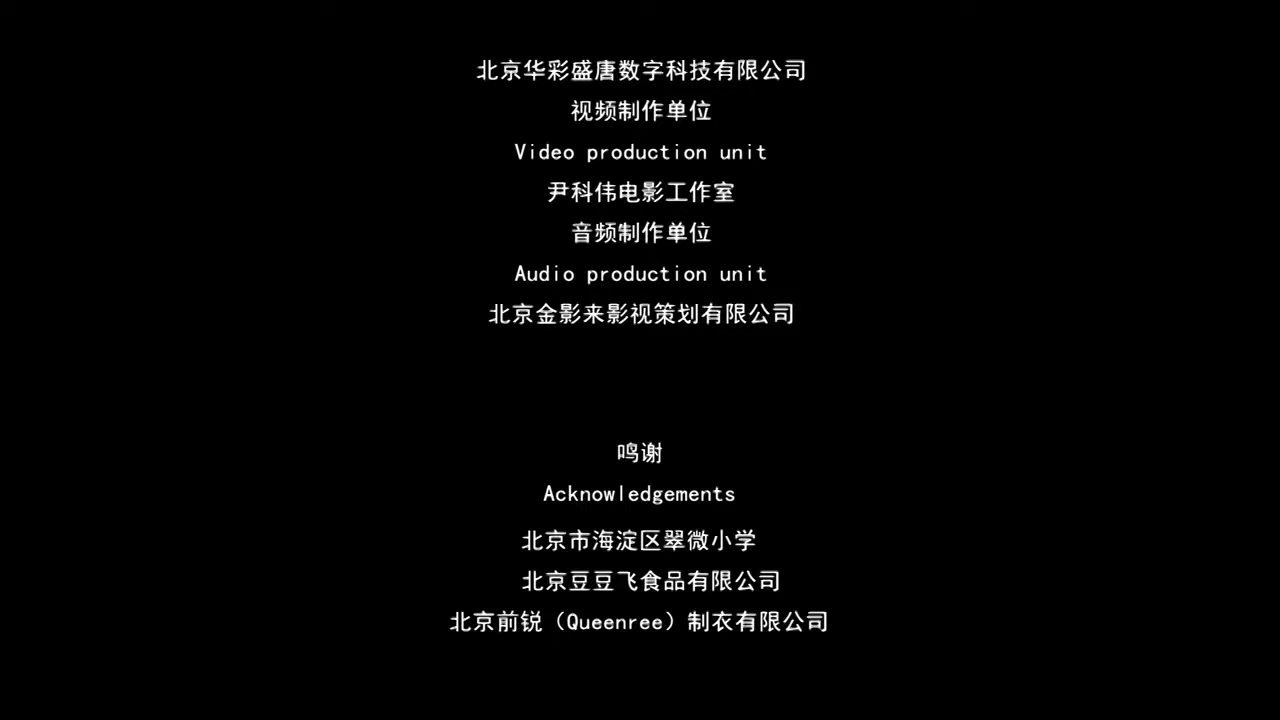 北京华彩盛唐数字科技有限公司
视频制作单位
Video production unit
尹科伟电影工作室
音频制作单位
Audio production unit
北京金影来影视策划有限公司
鸣谢
Acknowledgements
北京市海淀区翠微小学
北京豆豆飞食品有限公司
北京前锐（Queenree）制衣有限公司